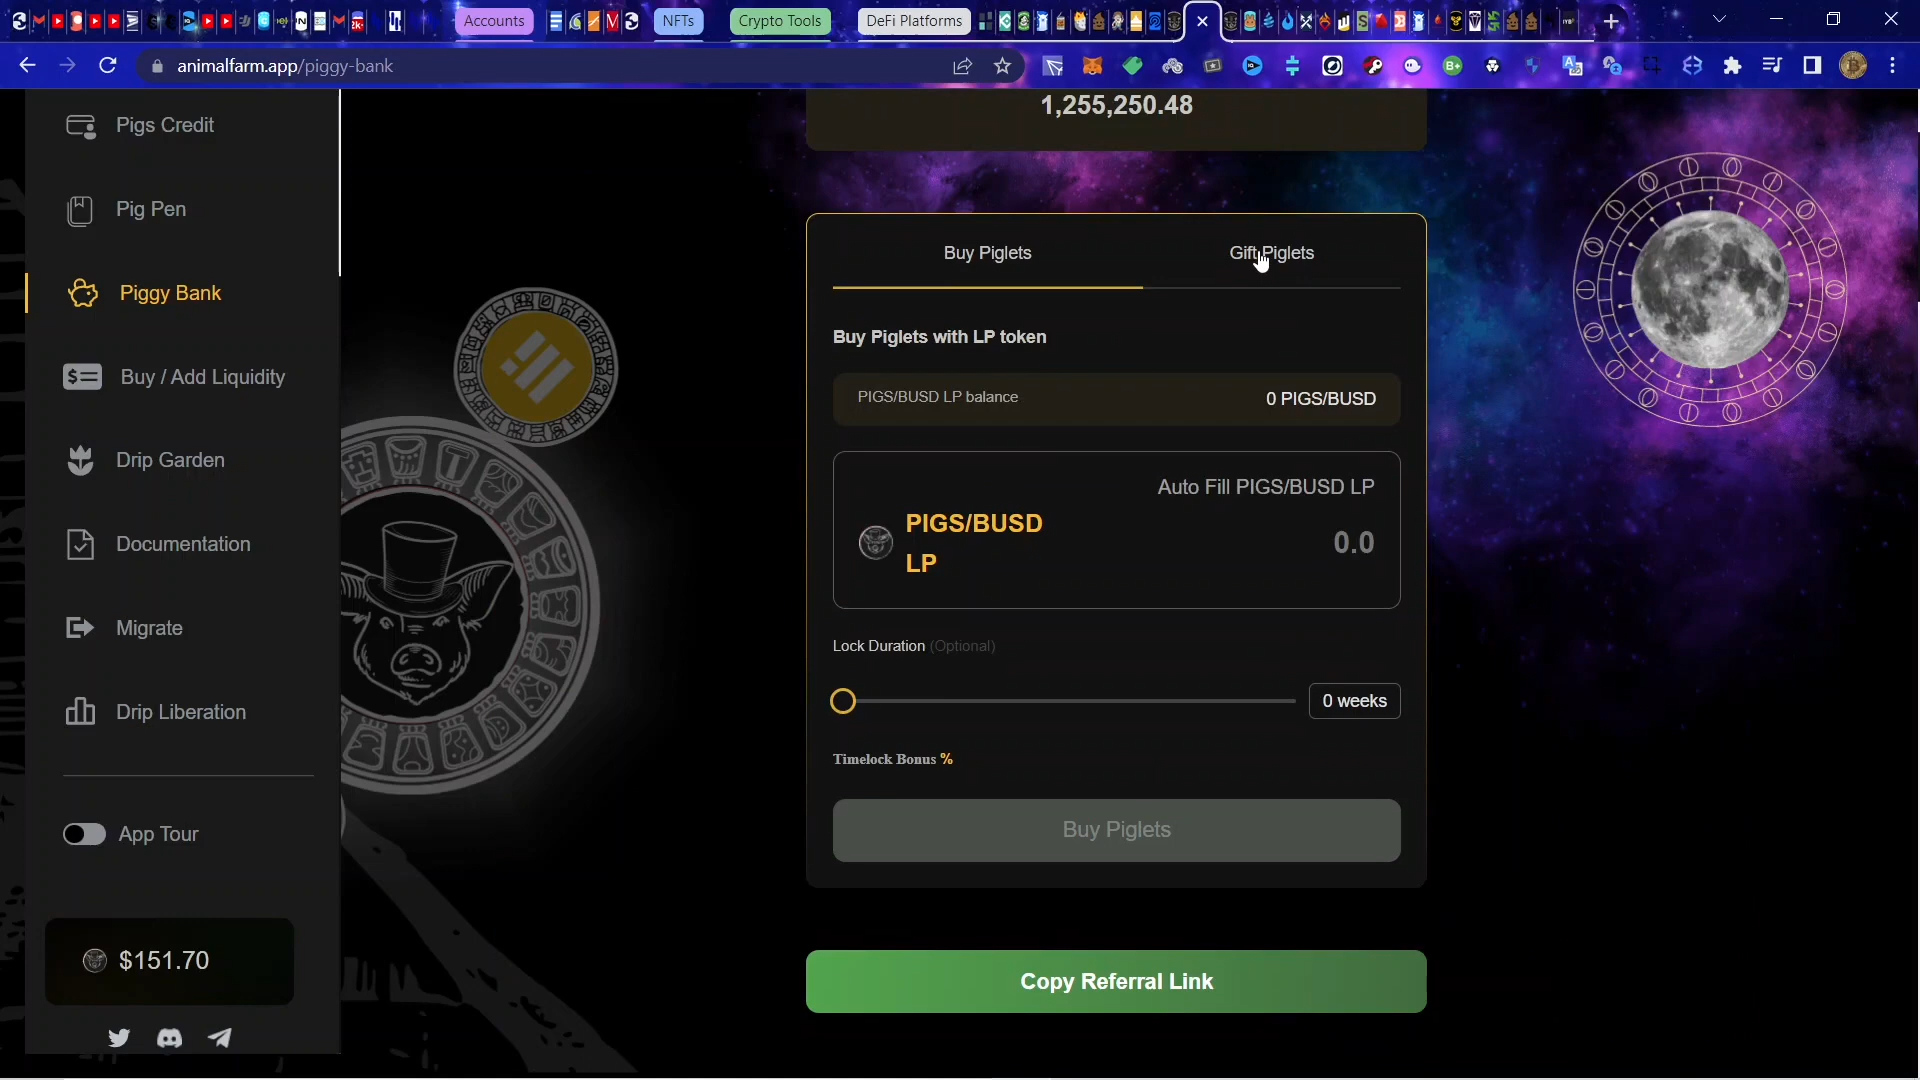 Accounts
NFTs
Crypto Tools
DeFi Platforms
animalfarm.app/piggy-bank
Pigs Credit
Pig Pen
Piggy Bank
Buy / Add Liquidity
Drip Garden
Documentation
Migrate
Drip Liberation
App Tour
$151.70
1,255,250.48
Buy Piglets
Gift Piglets
Buy Piglets with LP token
PIGS/BUSD LP balance
0 PIGS/BUSD
Auto Fill PIGS/BUSD LP
PIGS/BUSD
LP
0.0
Lock Duration (Optional)
0 weeks
Timelock Bonus %
Buy Piglets
Copy Referral Link